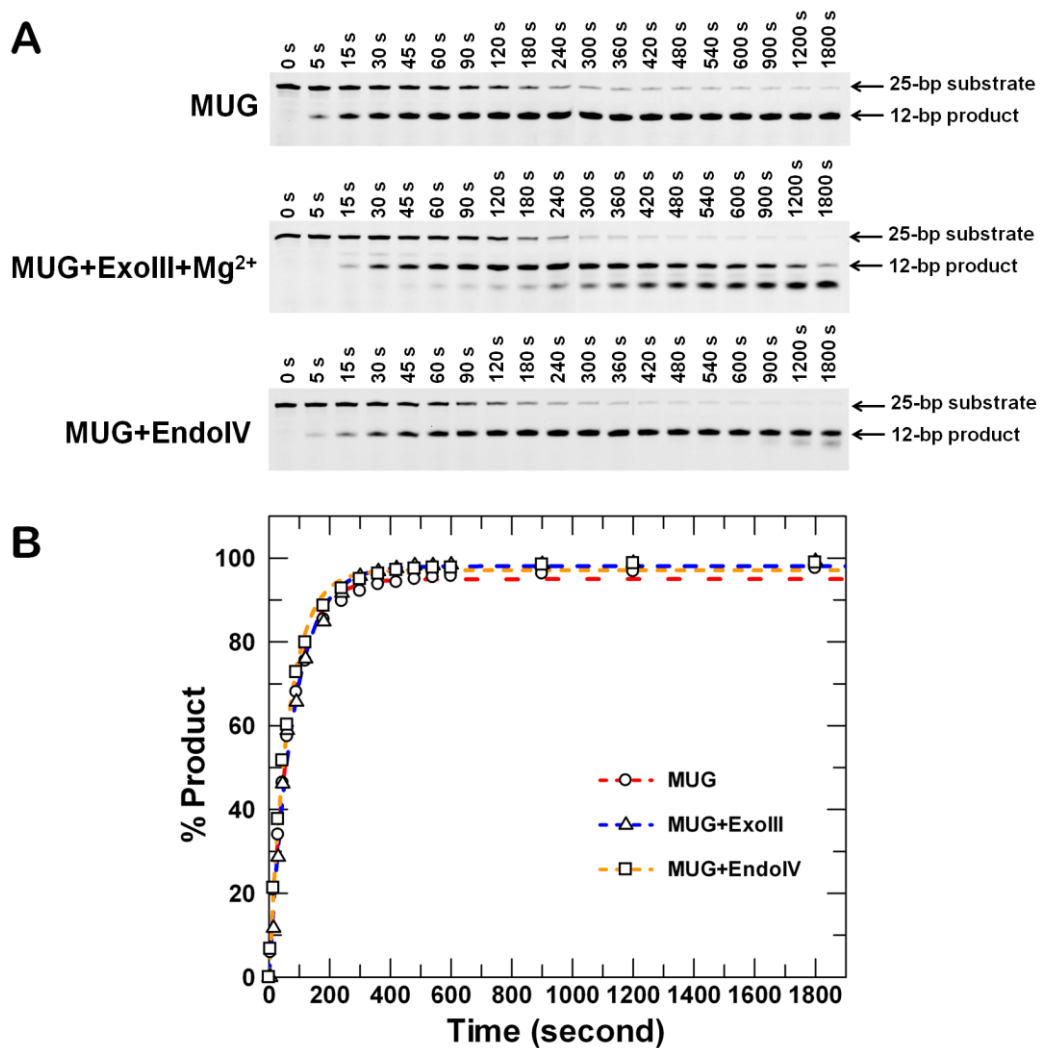 A
0 s 5 s 15 s 30 s 45 s 60 s 90 s 120 s 180 s 240 s 300 s 360 s 420 s 480 s 540 s 600 s 900 s 1200 s 1800 s
25-bp substrate
MUG
12-bp product
0 s 5 s 15 s 30 s 45 s 60 s 90 s 120 s 180 s 240 s 300 s 360 s 420 s 480 s 540 s 600 s 900 s 1200 s 1800 s
25-bp substrate
MUG+ExoIII+Mg²⁺
12-bp product
0 s 5 s 15 s 30 s 45 s 60 s 90 s 120 s 180 s 240 s 300 s 360 s 420 s 480 s 540 s 600 s 900 s 1200 s 1800 s
25-bp substrate
MUG+EndoIV
12-bp product
B
100
80
60
40
20
0
% Product
MUG
MUG+ExoIII
MUG+EndoIV
0 200 400 600 800 1000 1200 1400 1600 1800
Time (second)